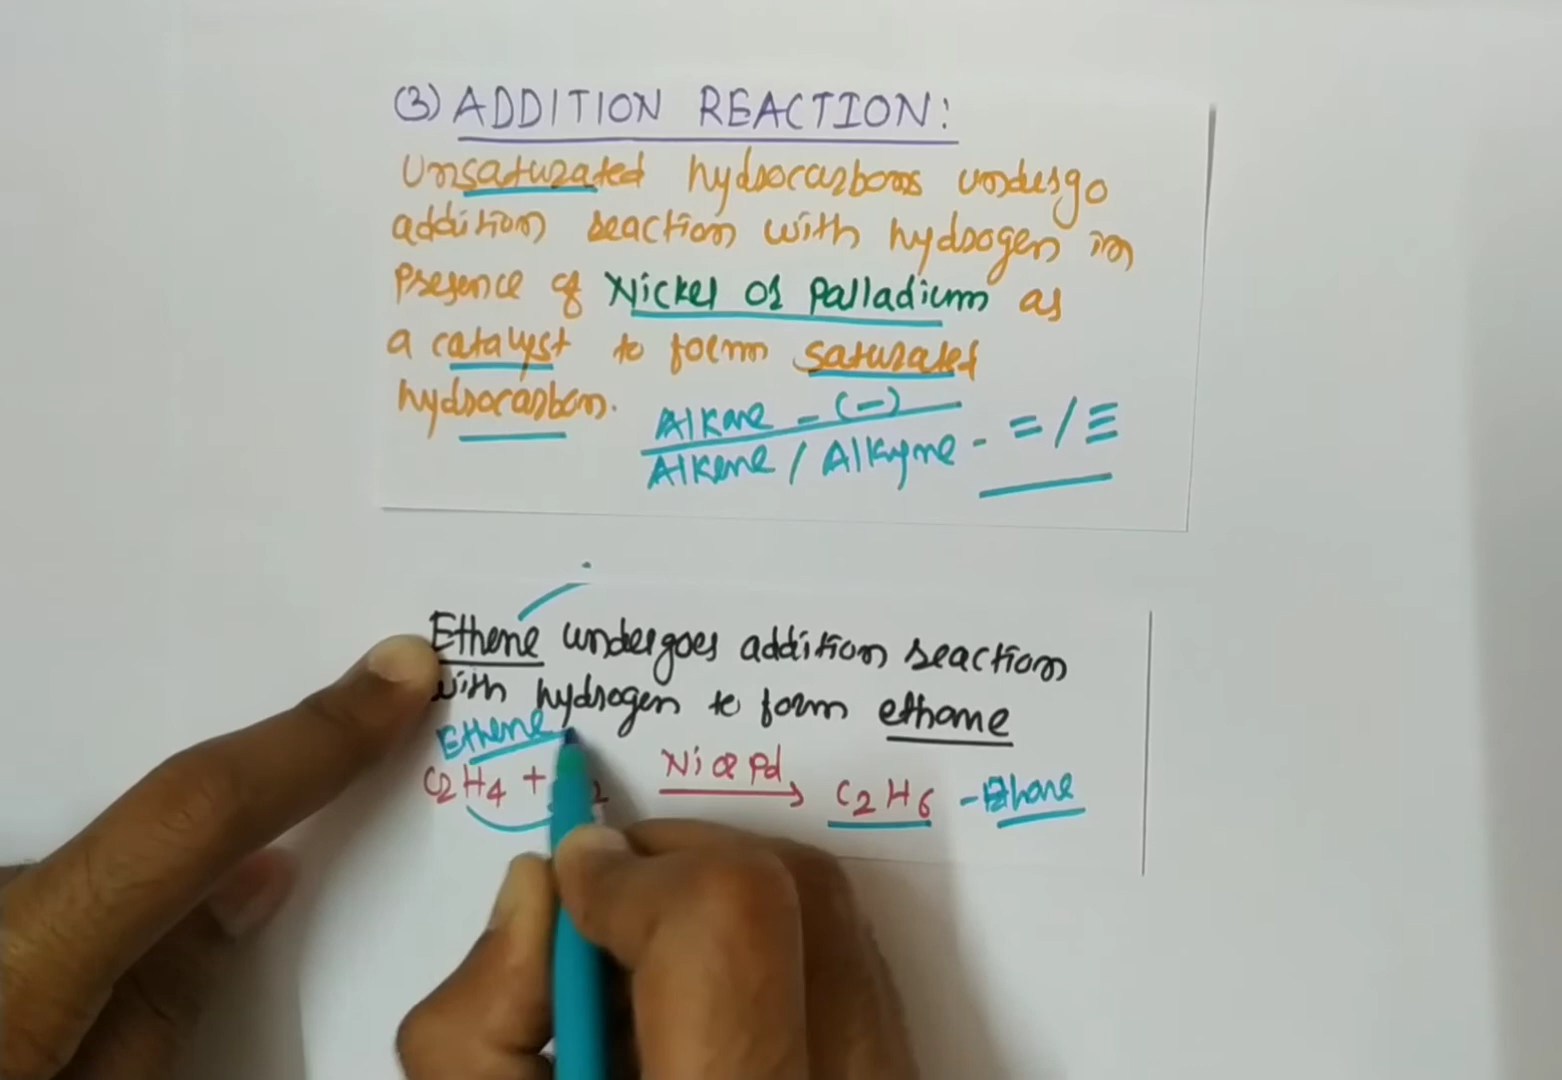 (3) ADDITION REACTION:
Unsaturated hydrocarbons undergo
addition reaction with hydrogen in
Presence of Nickel or Palladium as
a catalyst to form saturated
hydrocarbon.
Alkane - (-)
Alkene / Alkyne - = / ≡
Ethene undergoes addition reaction
with hydrogen to form ethane
Ethene
C2H4 + 2 Ni or Pd → C2H6 - Ethane